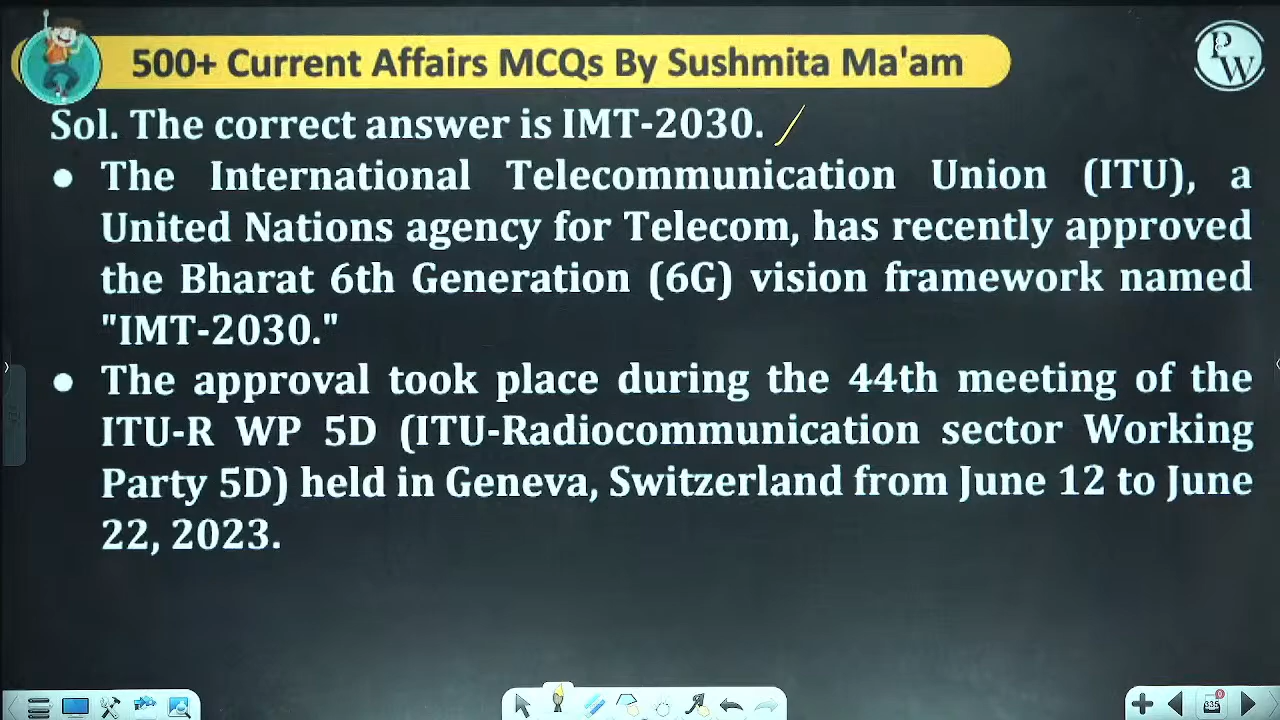 500+ Current Affairs MCQs By Sushmita Ma'am
PW
Sol. The correct answer is IMT-2030.
● The International Telecommunication Union (ITU), a
United Nations agency for Telecom, has recently approved
the Bharat 6th Generation (6G) vision framework named
"IMT-2030."
● The approval took place during the 44th meeting of the
ITU-R WP 5D (ITU-Radiocommunication sector Working
Party 5D) held in Geneva, Switzerland from June 12 to June
22, 2023.
335